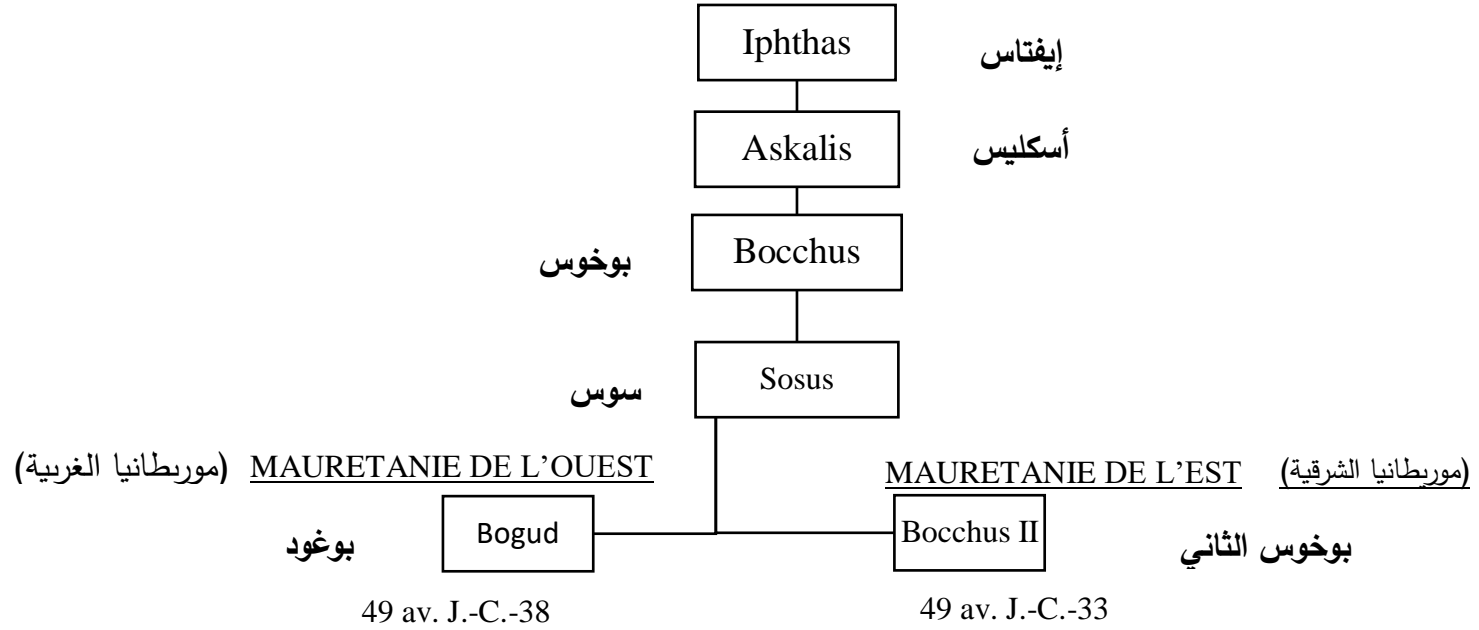 Iphthas إيفتاس
Askalis أسكليس
بوخوس Bocchus
سوس Sosus
(موريطانيا الغربية) MAURETANIE DE L’OUEST
MAURETANIE DE L’EST (موريطانيا الشرقية)
بوغود Bogud
Bocchus II بوخوس الثاني
49 av. J.-C.-38
49 av. J.-C.-33